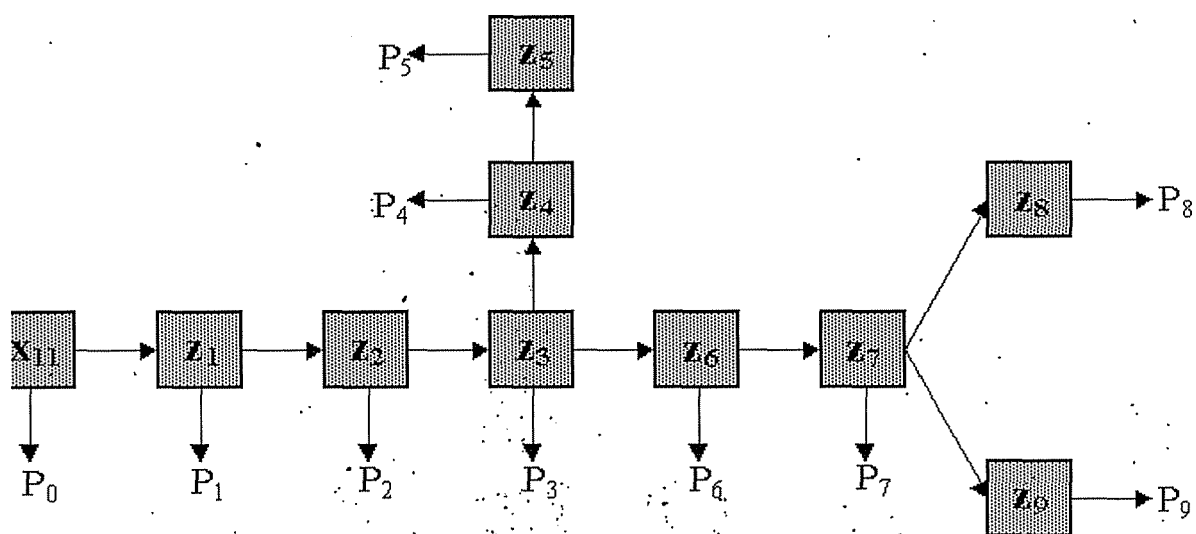 P₅ z₅
P₄ z₄ z₈ P₈
x₁₁ z₁ z₂ z₃ z₆ z₇
P₀ P₁ P₂ P₃ P₆ P₇
z₉ P₉